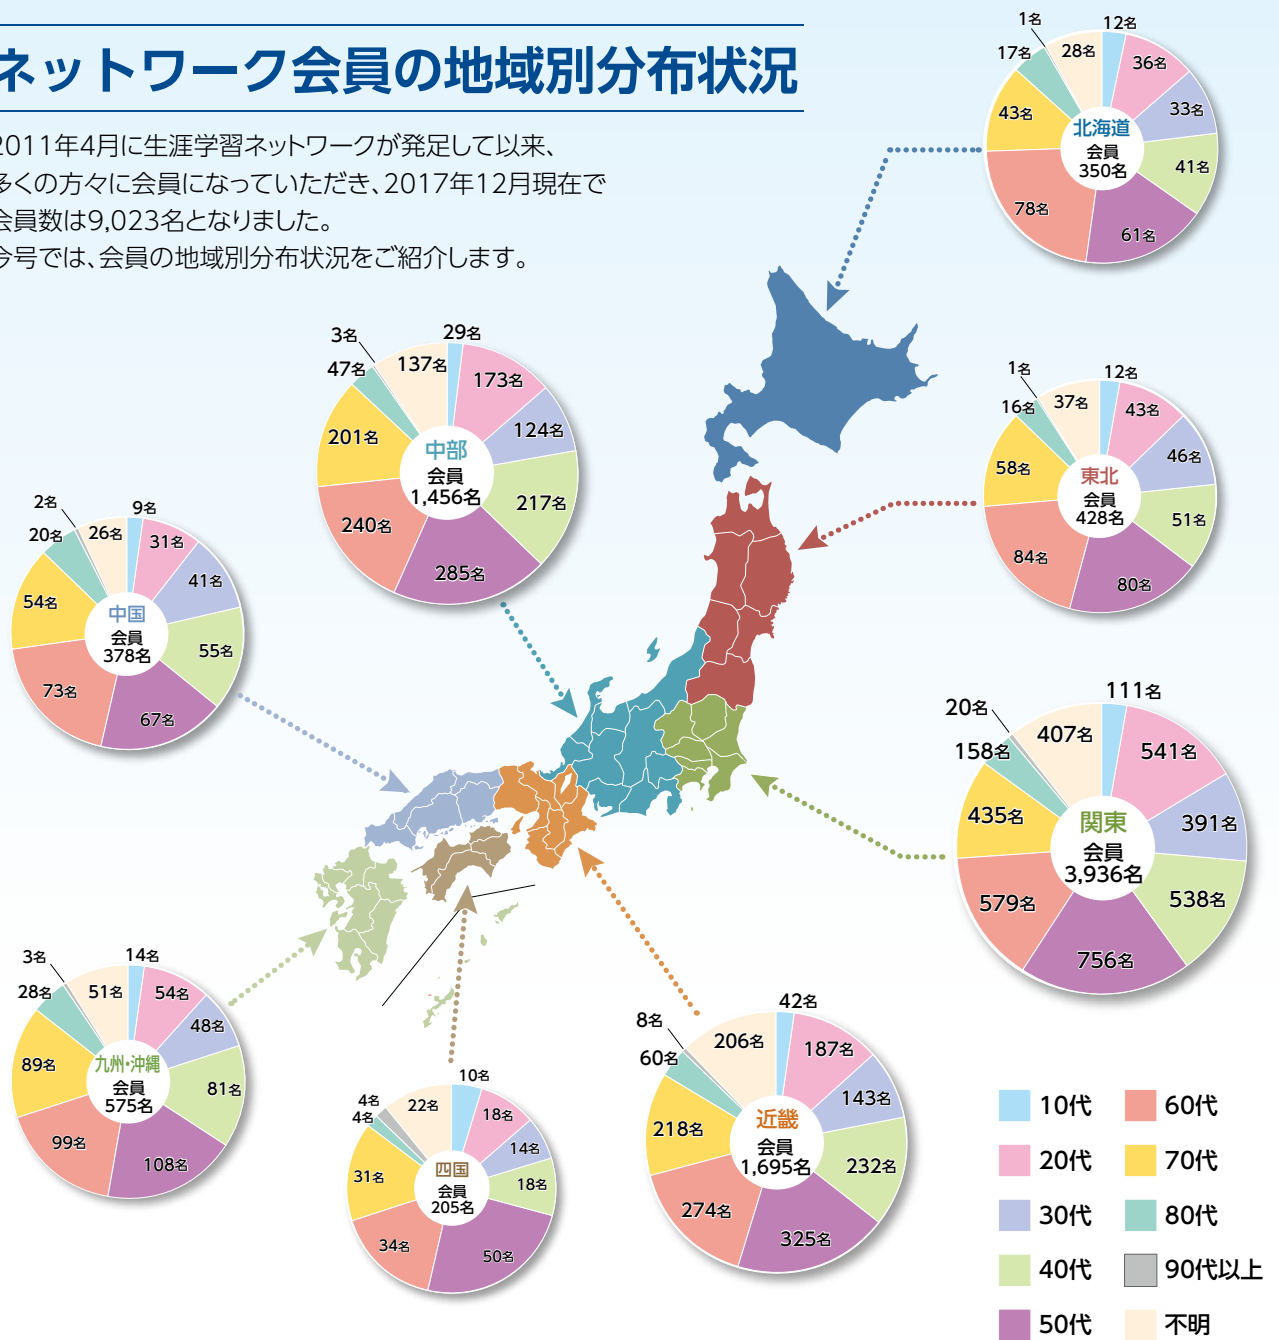 ネットワーク会員の地域別分布状況
2011年4月に生涯学習ネットワークが発足して以来、
多くの方々に会員になっていただき、2017年12月現在で
会員数は9,023名となりました。
今号では、会員の地域別分布状況をご紹介します。
1名
12名
17名
28名
36名
43名
33名
北海道
会員
350名
41名
78名
61名
3名
29名
47名
137名
173名
201名
124名
中部
会員
1,456名
217名
240名
285名
1名
12名
16名
37名
43名
58名
46名
東北
会員
428名
51名
84名
80名
2名
9名
20名
26名
31名
54名
41名
中国
会員
378名
55名
73名
67名
20名
111名
158名
407名
541名
435名
391名
関東
会員
3,936名
538名
579名
756名
3名
14名
28名
51名
54名
89名
48名
九州・沖縄
会員
575名
81名
99名
108名
4名
10名
4名
22名
18名
31名
14名
四国
会員
205名
18名
34名
50名
8名
42名
60名
206名
187名
218名
143名
近畿
会員
1,695名
232名
274名
325名
10代
60代
20代
70代
30代
80代
40代
90代以上
50代
不明